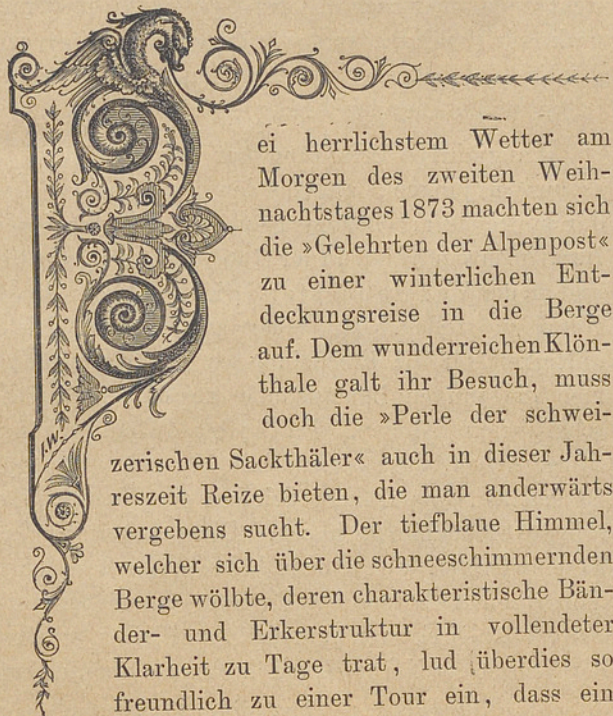 Bei herrlichstem Wetter am
Morgen des zweiten Weih-
nachtstages 1873 machten sich
die »Gelehrten der Alpenpost«
zu einer winterlichen Ent-
deckungsreise in die Berge
auf. Dem wunderreichen Klön-
thale galt ihr Besuch, muss
doch die »Perle der schwei-
J.W.
zerischen Sackthäler« auch in dieser Jah-
reszeit Reize bieten, die man anderwärts
vergebens sucht. Der tiefblaue Himmel,
welcher sich über die schneeschimmernden
Berge wölbte, deren charakteristische Bän-
der- und Erkerstruktur in vollendeter
Klarheit zu Tage trat, lud überdies so
freundlich zu einer Tour ein, dass ein